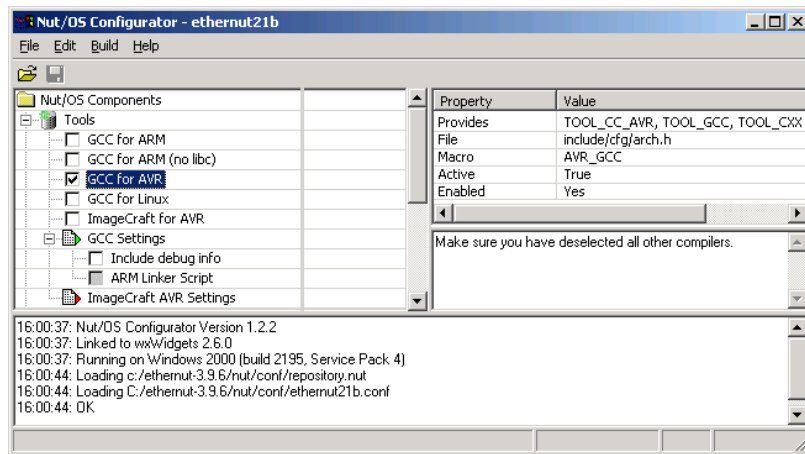 Nut/OS Configurator - ethernut21b
File Edit Build Help
Nut/OS Components
Tools
GCC for ARM
GCC for ARM (no libc)
GCC for AVR
GCC for Linux
ImageCraft for AVR
GCC Settings
Include debug info
ARM Linker Script
ImageCraft AVR Settings
Property Value
Provides TOOL_CC_AVR, TOOL_GCC, TOOL_CXX
File include/cfg/arch.h
Macro AVR_GCC
Active True
Enabled Yes
Make sure you have deselected all other compilers.
16:00:37: Nut/OS Configurator Version 1.2.2
16:00:37: Linked to wxWidgets 2.6.0
16:00:37: Running on Windows 2000 (build 2195, Service Pack 4)
16:00:44: Loading c:/ethernut-3.9.6/nut/conf/repository.nut
16:00:44: Loading C:/ethernut-3.9.6/nut/conf/ethernut21b.conf
16:00:44: OK